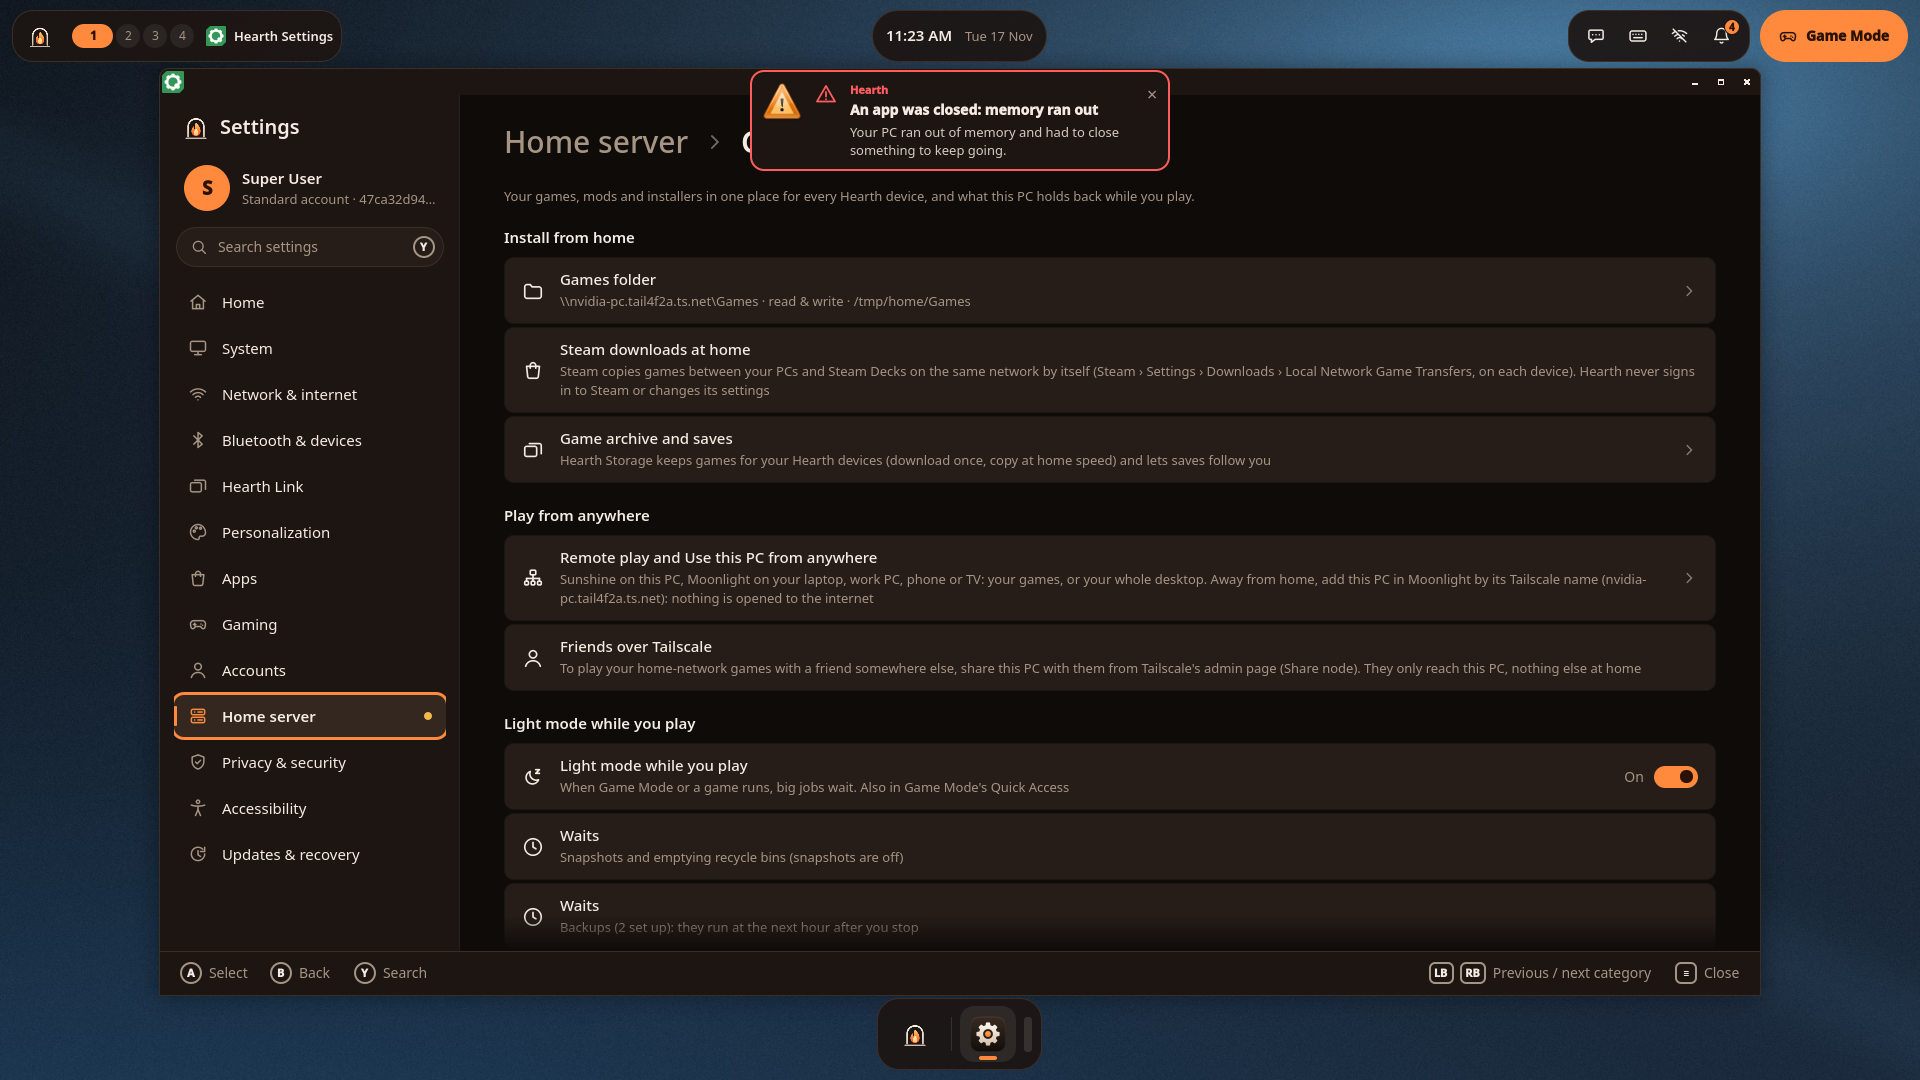 1 2 3 4 Hearth Settings
11:23 AM Tue 17 Nov
4
Game Mode
Hearth
An app was closed: memory ran out
Your PC ran out of memory and had to close
something to keep going.
Settings
S
Super User
Standard account · 47ca32d94...
Search settings Y
Home
System
Network & internet
Bluetooth & devices
Hearth Link
Personalization
Apps
Gaming
Accounts
Home server
Privacy & security
Accessibility
Updates & recovery
Home server
Your games, mods and installers in one place for every Hearth device, and what this PC holds back while you play.
Install from home
Games folder
\\nvidia-pc.tail4f2a.ts.net\Games · read & write · /tmp/home/Games
Steam downloads at home
Steam copies games between your PCs and Steam Decks on the same network by itself (Steam › Settings › Downloads › Local Network Game Transfers, on each device). Hearth never signs
in to Steam or changes its settings
Game archive and saves
Hearth Storage keeps games for your Hearth devices (download once, copy at home speed) and lets saves follow you
Play from anywhere
Remote play and Use this PC from anywhere
Sunshine on this PC, Moonlight on your laptop, work PC, phone or TV: your games, or your whole desktop. Away from home, add this PC in Moonlight by its Tailscale name (nvidia-
pc.tail4f2a.ts.net): nothing is opened to the internet
Friends over Tailscale
To play your home-network games with a friend somewhere else, share this PC with them from Tailscale's admin page (Share node). They only reach this PC, nothing else at home
Light mode while you play
Light mode while you play
When Game Mode or a game runs, big jobs wait. Also in Game Mode's Quick Access
On
Waits
Snapshots and emptying recycle bins (snapshots are off)
Waits
Backups (2 set up): they run at the next hour after you stop
A Select B Back Y Search
LB RB Previous / next category Close